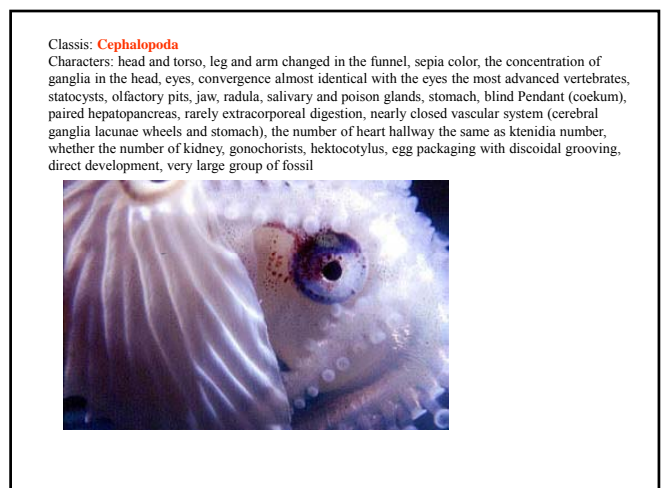 Classis: Cephalopoda
Characters: head and torso, leg and arm changed in the funnel, sepia color, the concentration of
ganglia in the head, eyes, convergence almost identical with the eyes the most advanced vertebrates,
statocysts, olfactory pits, jaw, radula, salivary and poison glands, stomach, blind Pendant (coekum),
paired hepatopancreas, rarely extracorporeal digestion, nearly closed vascular system (cerebral
ganglia lacunae wheels and stomach), the number of heart hallway the same as ktenidia number,
whether the number of kidney, gonochorists, hektocotylus, egg packaging with discoidal grooving,
direct development, very large group of fossil